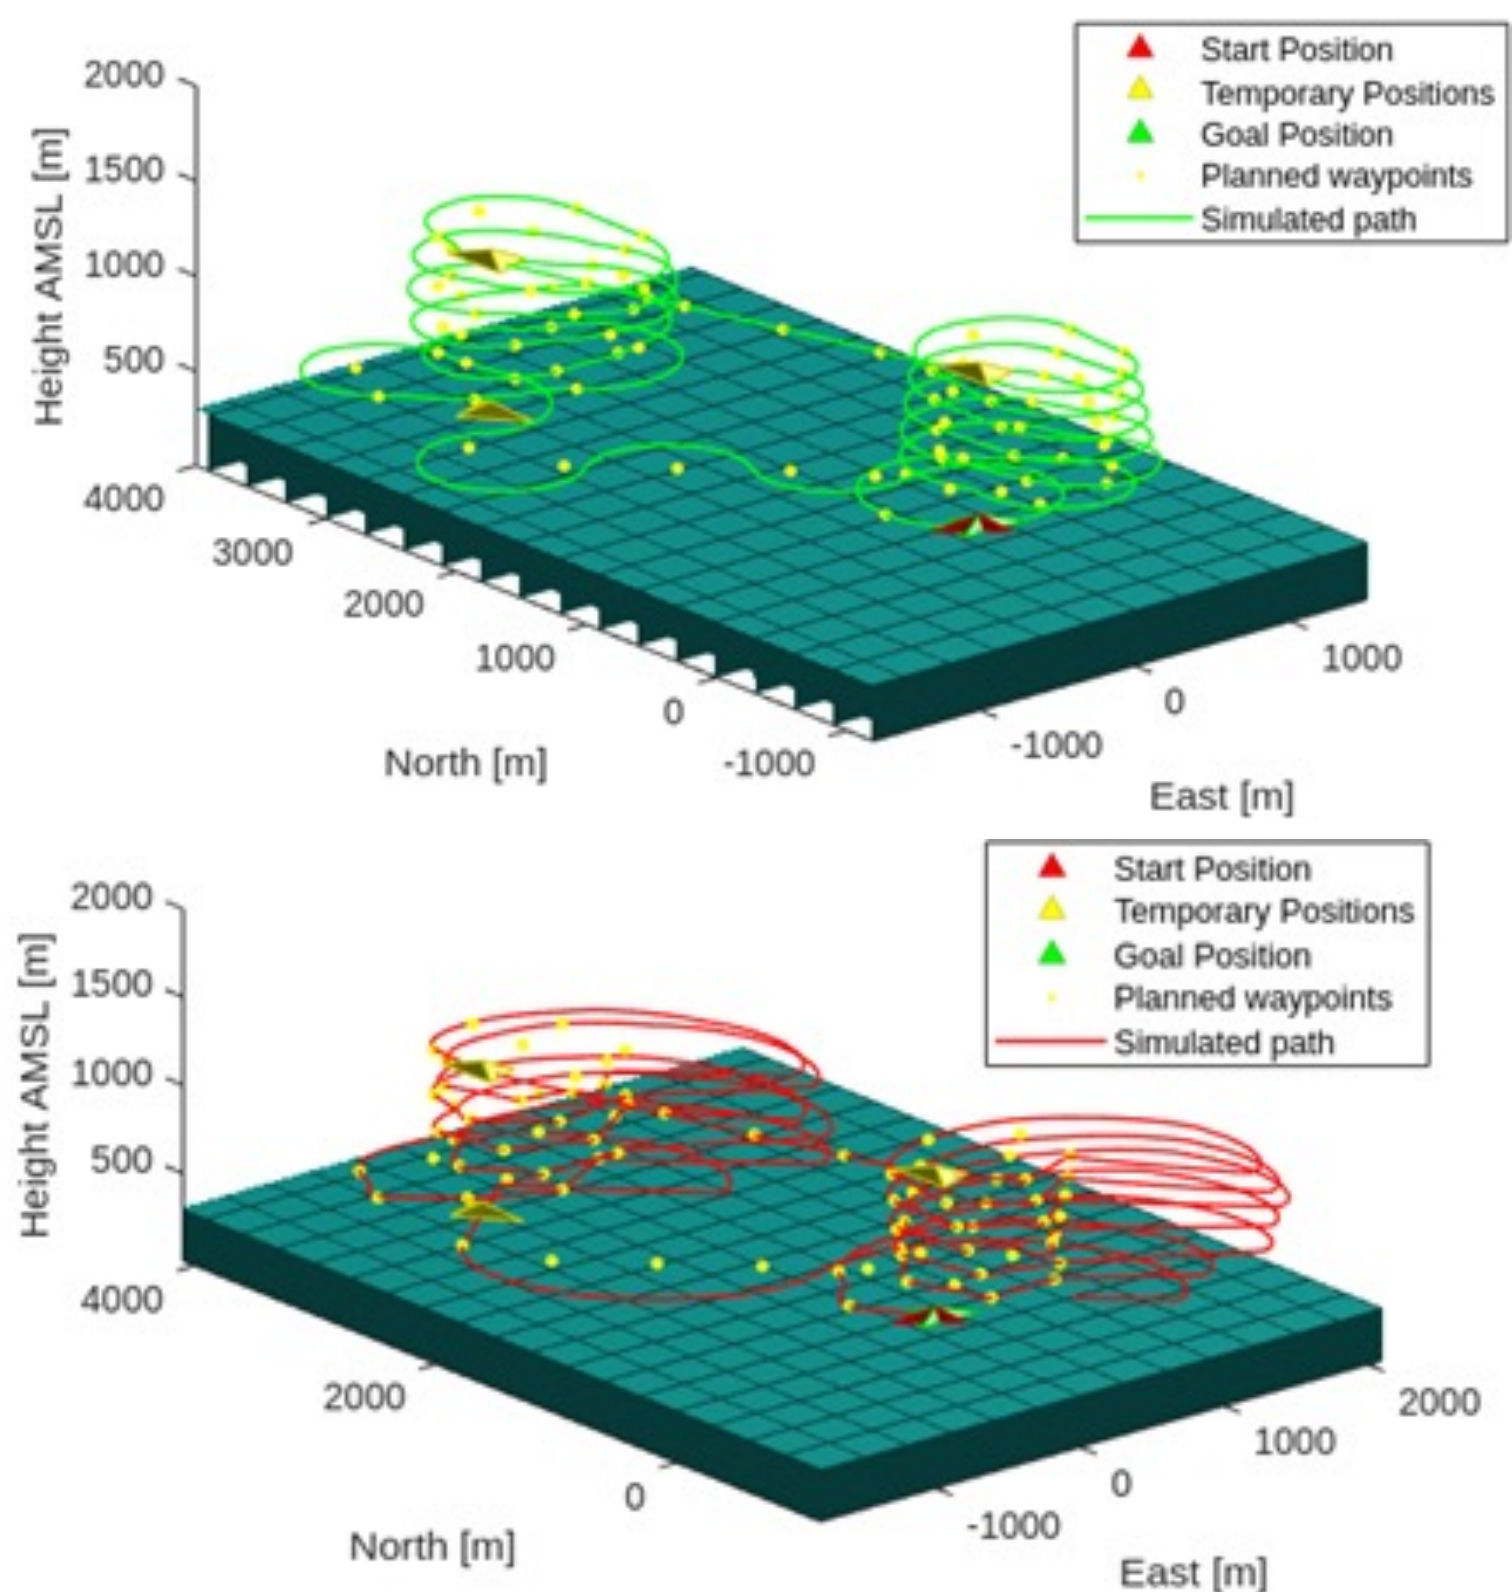 Start Position
Temporary Positions
Goal Position
Planned waypoints
Simulated path
2000
1500
1000
500
Height AMSL [m]
4000
3000
2000
1000
0
-1000
North [m]
-1000
0
1000
East [m]
Start Position
Temporary Positions
Goal Position
Planned waypoints
Simulated path
2000
1500
1000
500
Height AMSL [m]
4000
2000
0
North [m]
-1000
0
1000
2000
East [m]